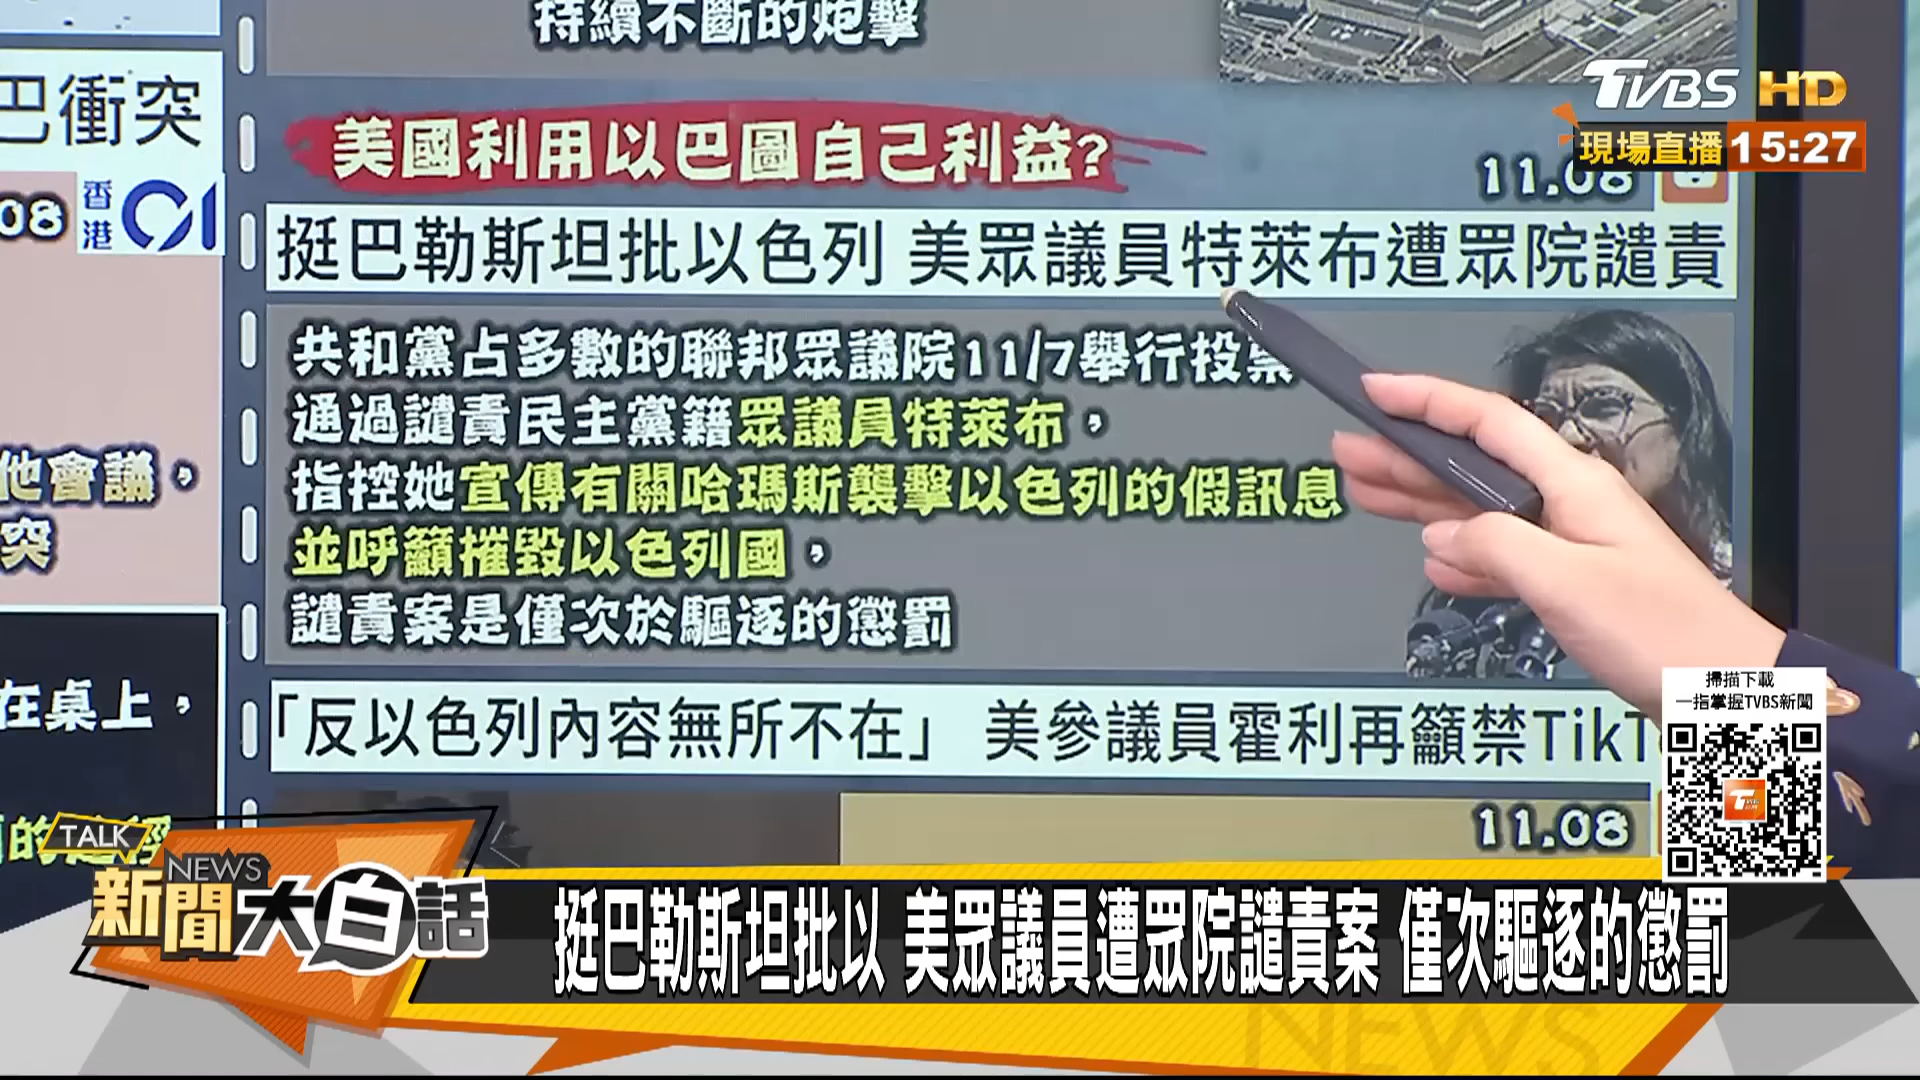 持續不斷的炮擊
巴衝突
08
香港
01
他會議，
突
在桌上，
TVBS HD
現場直播 15:27
美國利用以巴圖自己利益?
11.08
挺巴勒斯坦批以色列 美眾議員特萊布遭眾院譴責
共和黨占多數的聯邦眾議院11/7舉行投票
通過譴責民主黨籍眾議員特萊布，
指控她宣傳有關哈瑪斯襲擊以色列的假訊息
並呼籲摧毀以色列國，
譴責案是僅次於驅逐的懲罰
「反以色列內容無所不在」 美參議員霍利再籲禁TikT
11.08
掃描下載
一指掌握TVBS新聞
TALK
NEWS
新聞大白話
挺巴勒斯坦批以 美眾議員遭眾院譴責案 僅次驅逐的懲罰
NEWS